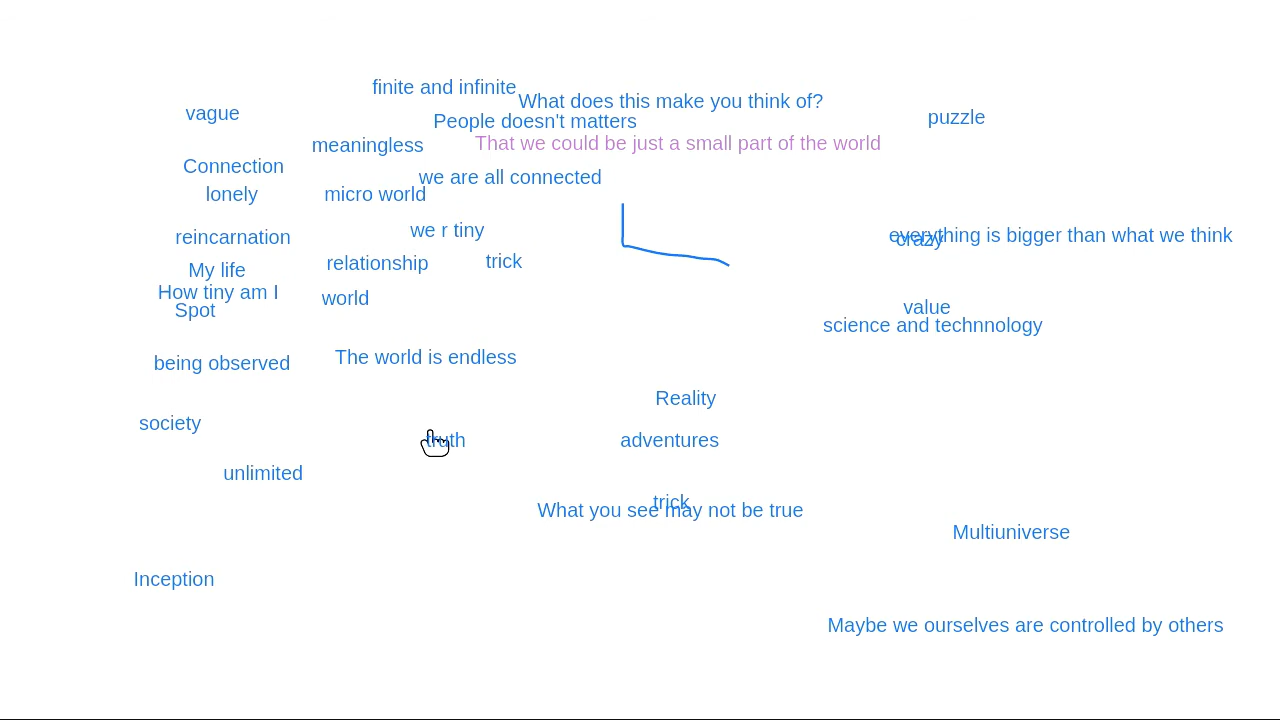 finite and infinite
What does this make you think of?
vague
People doesn't matters
puzzle
meaningless
That we could be just a small part of the world
Connection
we are all connected
lonely
micro world
we r tiny
reincarnation
everything is bigger than what we think
crazy
relationship
trick
My life
How tiny am I
world
Spot
value
science and technnology
being observed
The world is endless
Reality
society
truth
adventures
unlimited
trick
What you see may not be true
Multiuniverse
Inception
Maybe we ourselves are controlled by others